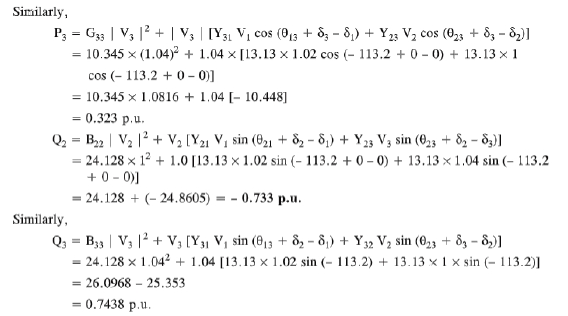 Similarly,
P₃ = G₃₃ | V₃ |² + | V₃ | [Y₃₁ V₁ cos (θ₁₃ + δ₃ – δ₁) + Y₂₃ V₂ cos (θ₂₃ + δ₃ – δ₂)]
= 10.345 × (1.04)² + 1.04 × [13.13 × 1.02 cos (– 113.2 + 0 – 0) + 13.13 × 1
cos (– 113.2 + 0 – 0)]
= 10.345 × 1.0816 + 1.04 [– 10.448]
= 0.323 p.u.
Q₂ = B₂₂ | V₂ |² + V₂ [Y₂₁ V₁ sin (θ₂₁ + δ₂ – δ₁) + Y₂₃ V₃ sin (θ₂₃ + δ₂ – δ₃)]
= 24.128 × 1² + 1.0 [13.13 × 1.02 sin (– 113.2 + 0 – 0) + 13.13 × 1.04 sin (– 113.2
+ 0 – 0)]
= 24.128 + (– 24.8605) = – 0.733 p.u.
Similarly,
Q₃ = B₃₃ | V₃ |² + V₃ [Y₃₁ V₁ sin (θ₁₃ + δ₂ – δ₁) + Y₃₂ V₂ sin (θ₂₃ + δ₃ – δ₂)]
= 24.128 × 1.04² + 1.04 [13.13 × 1.02 sin (– 113.2) + 13.13 × 1 × sin (– 113.2)]
= 26.0968 – 25.353
= 0.7438 p.u.